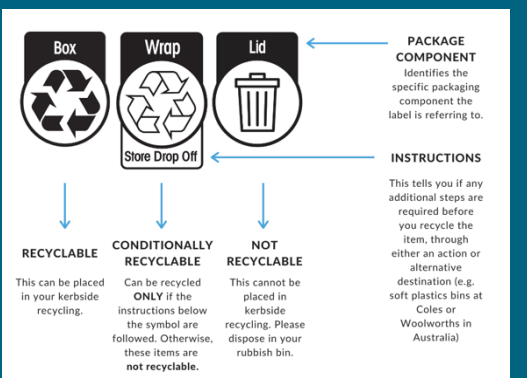 Box
Wrap
Lid
Store Drop Off
PACKAGE
COMPONENT
Identifies the
specific packaging
component the
label is referring to.
INSTRUCTIONS
This tells you if any
additional steps are
required before
you recycle the
item, through
either an action or
alternative
destination (e.g.
soft plastics bins at
Coles or
Woolworths in
Australia)
RECYCLABLE
This can be placed
in your kerbside
recycling.
CONDITIONALLY
RECYCLABLE
Can be recycled
ONLY if the
instructions below
the symbol are
followed. Otherwise,
these items are
not recyclable.
NOT
RECYCLABLE
This cannot be
placed in
kerbside
recycling. Please
dispose in your
rubbish bin.